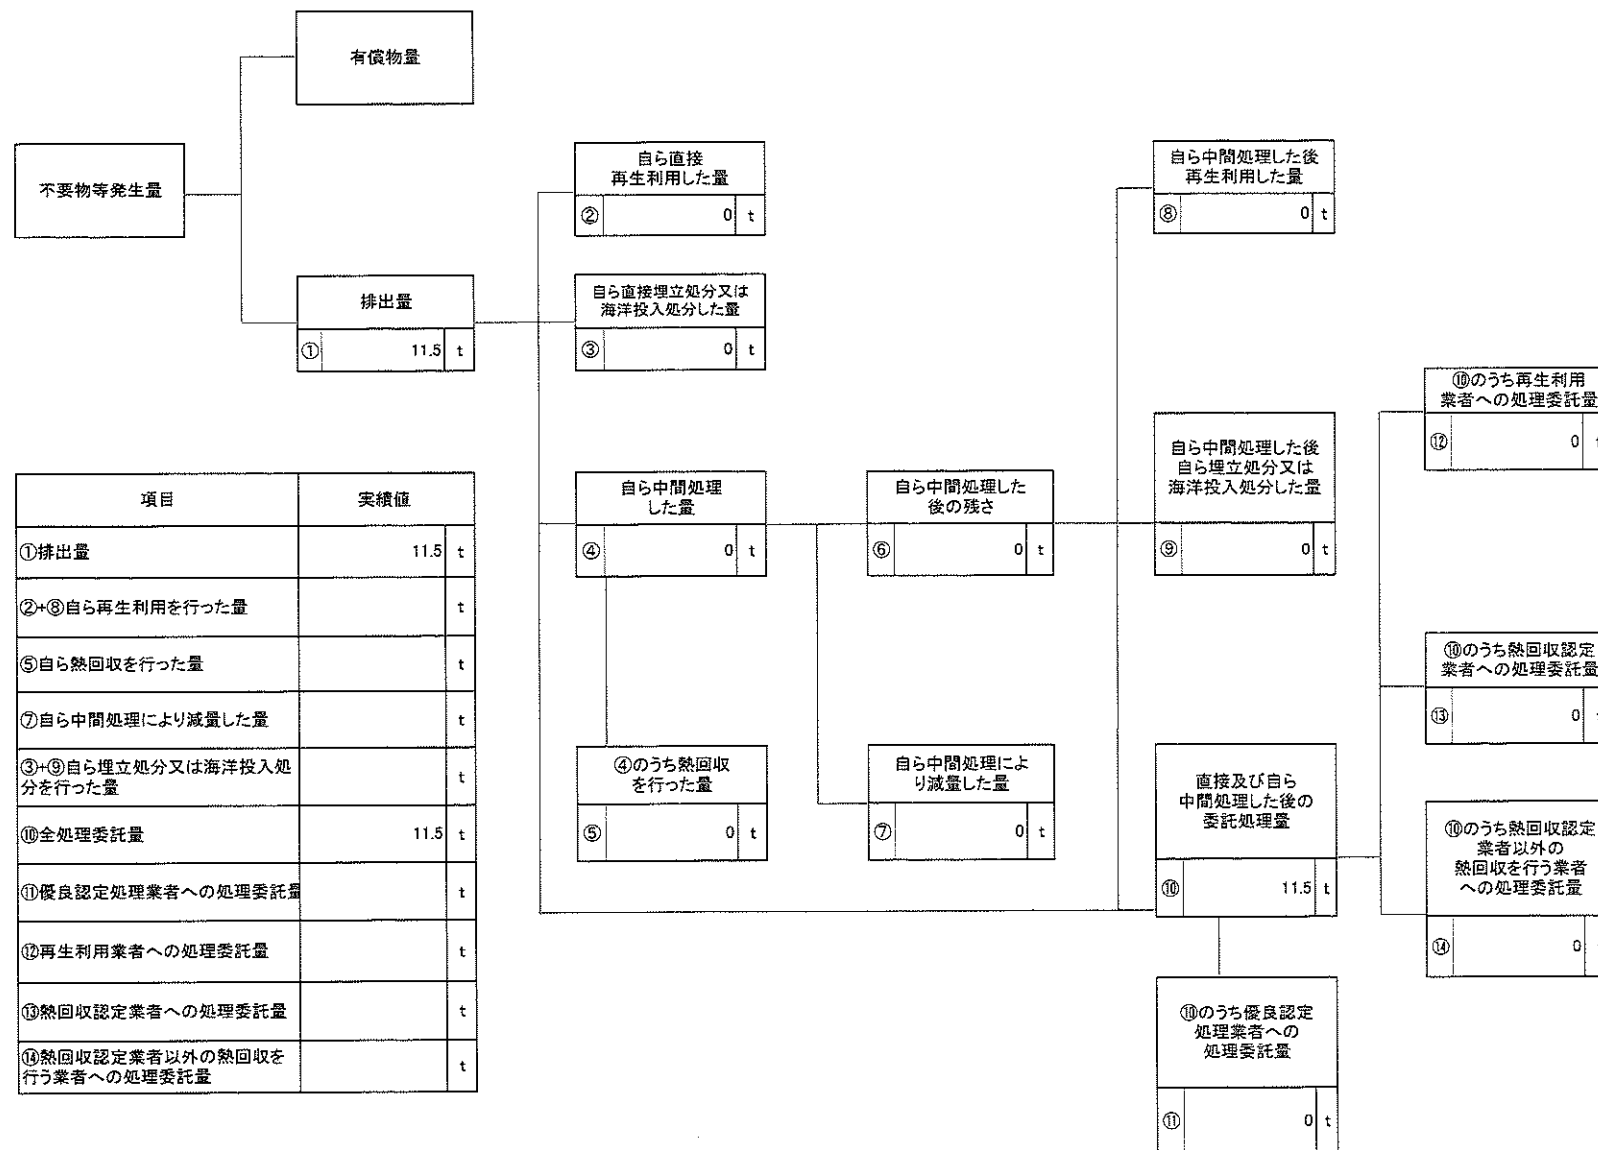 有償物量
不要物等発生量
自ら直接
再生利用した量
② 0 t
自ら中間処理した後
再生利用した量
⑧ 0 t
排出量
① 11.5 t
自ら直接埋立処分又は
海洋投入処分した量
③ 0 t
⑩のうち再生利用
業者への処理委託量
⑫ 0
自ら中間処理
した量
④ 0 t
自ら中間処理した
後の残さ
⑥ 0 t
自ら中間処理した後
自ら埋立処分又は
海洋投入処分した量
⑨ 0 t
⑩のうち熱回収認定
業者への処理委託量
⑬ 0
④のうち熱回収
を行った量
⑤ 0 t
自ら中間処理によ
り減量した量
⑦ 0 t
直接及び自ら
中間処理した後の
委託処理量
⑩ 11.5 t
⑩のうち熱回収認定
業者以外の
熱回収を行う業者
への処理委託量
⑭ 0
⑩のうち優良認定
処理業者への
処理委託量
⑪ 0 t
項目 実績値
①排出量 11.5 t
②+⑧自ら再生利用を行った量 t
⑤自ら熱回収を行った量 t
⑦自ら中間処理により減量した量 t
③+⑨自ら埋立処分又は海洋投入処
分を行った量 t
⑩全処理委託量 11.5 t
⑪優良認定処理業者への処理委託量 t
⑫再生利用業者への処理委託量 t
⑬熱回収認定業者への処理委託量 t
⑭熱回収認定業者以外の熱回収を
行う業者への処理委託量 t